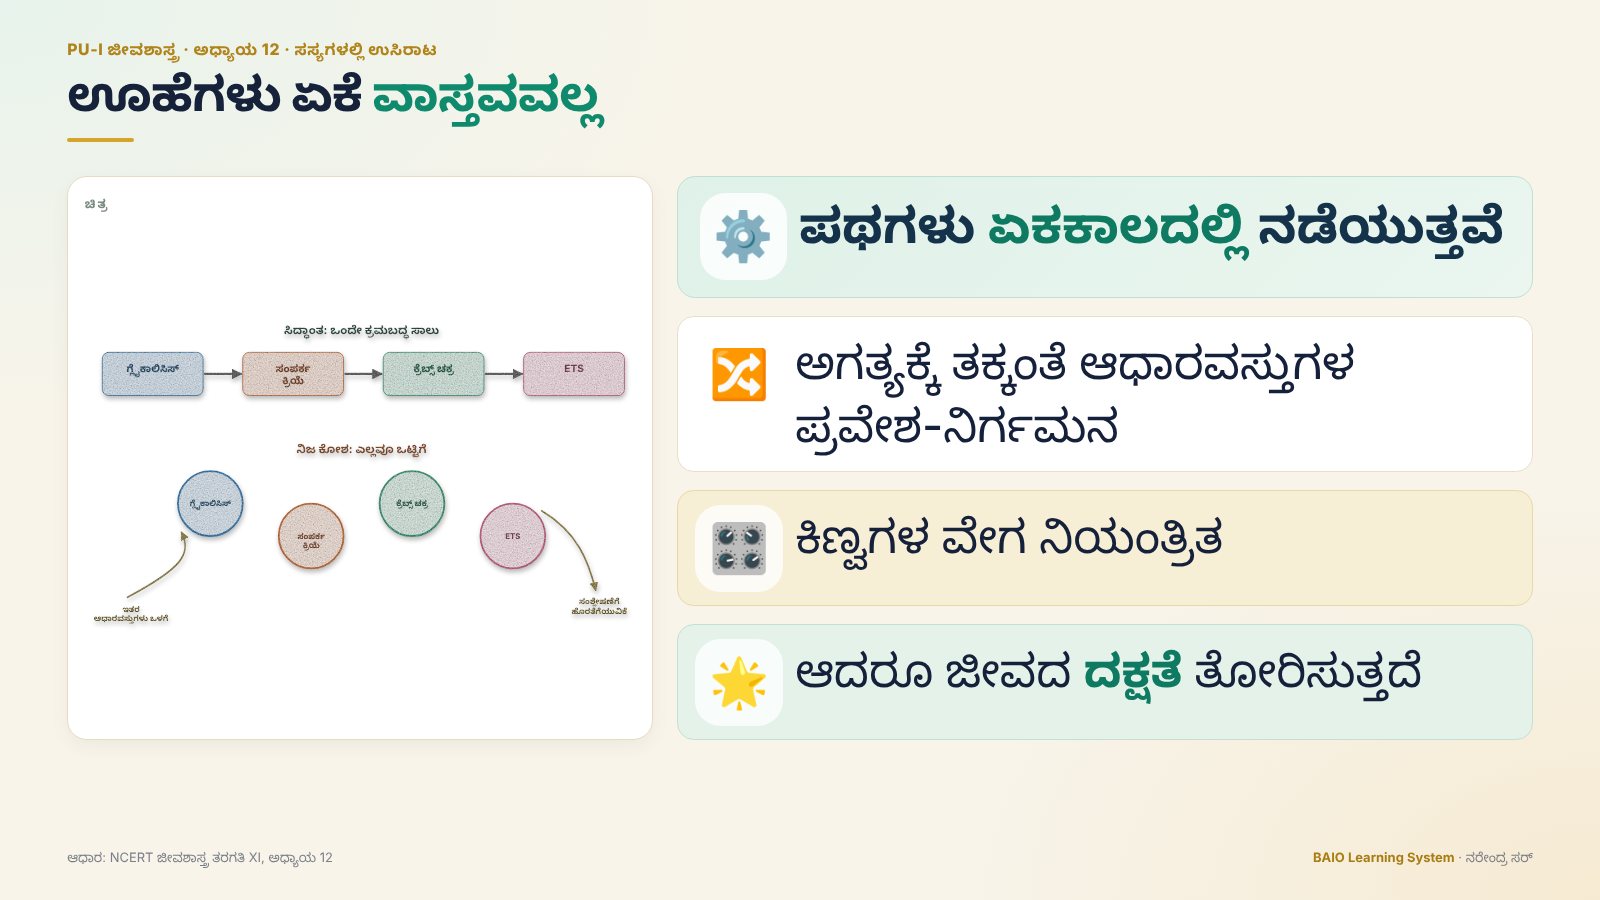 PU-I ಜೀವಶಾಸ್ತ್ರ · ಅಧ್ಯಾಯ 12 · ಸಸ್ಯಗಳಲ್ಲಿ ಉಸಿರಾಟ
ಊಹೆಗಳು ಏಕೆ ವಾಸ್ತವವಲ್ಲ
ಚಿತ್ರ
ಸಿದ್ಧಾಂತ: ಒಂದೇ ಕ್ರಮಬದ್ಧ ಸಾಲು
ಗ್ಲೈಕಾಲಿಸಿಸ್
ಸಂಪರ್ಕ
ಕ್ರಿಯೆ
ಕ್ರೆಬ್ಸ್ ಚಕ್ರ
ETS
ನಿಜ ಕೋಶ: ಎಲ್ಲವೂ ಒಟ್ಟಿಗೆ
ಗ್ಲೈಕಾಲಿಸಿಸ್
ಸಂಪರ್ಕ
ಕ್ರಿಯೆ
ಕ್ರೆಬ್ಸ್ ಚಕ್ರ
ETS
ಇತರ
ಆಧಾರವಸ್ತುಗಳು ಒಳಗೆ
ಸಂಶ್ಲೇಷಣೆಗೆ
ಹೊರತೆಗೆಯುವಿಕೆ
ಪಥಗಳು ಏಕಕಾಲದಲ್ಲಿ ನಡೆಯುತ್ತವೆ
ಅಗತ್ಯಕ್ಕೆ ತಕ್ಕಂತೆ ಆಧಾರವಸ್ತುಗಳ
ಪ್ರವೇಶ-ನಿರ್ಗಮನ
ಕಿಣ್ವಗಳ ವೇಗ ನಿಯಂತ್ರಿತ
ಆದರೂ ಜೀವದ ದಕ್ಷತೆ ತೋರಿಸುತ್ತದೆ
ಆಧಾರ: NCERT ಜೀವಶಾಸ್ತ್ರ ತರಗತಿ XI, ಅಧ್ಯಾಯ 12
BAIO Learning System · ನರೇಂದ್ರ ಸರ್